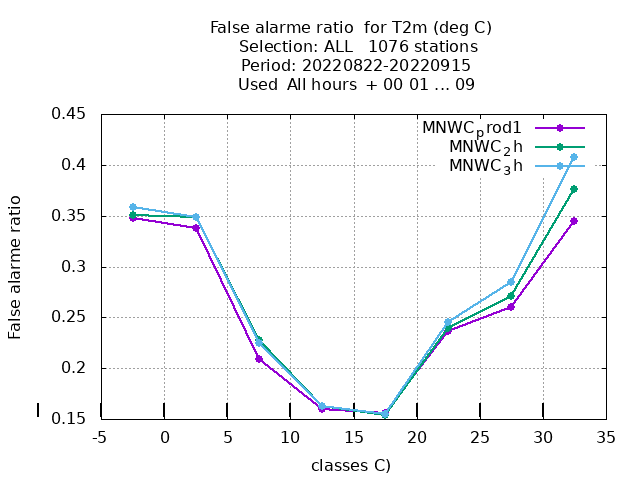 False alarme ratio  for T2m (deg C)
Selection: ALL   1076 stations
Period: 20220822-20220915
Used  All hours  + 00 01 ... 09
MNWCprod1
MNWC2h
MNWC3h
False alarme ratio
0.45
0.4
0.35
0.3
0.25
0.2
0.15
-5 0 5 10 15 20 25 30 35
classes C)